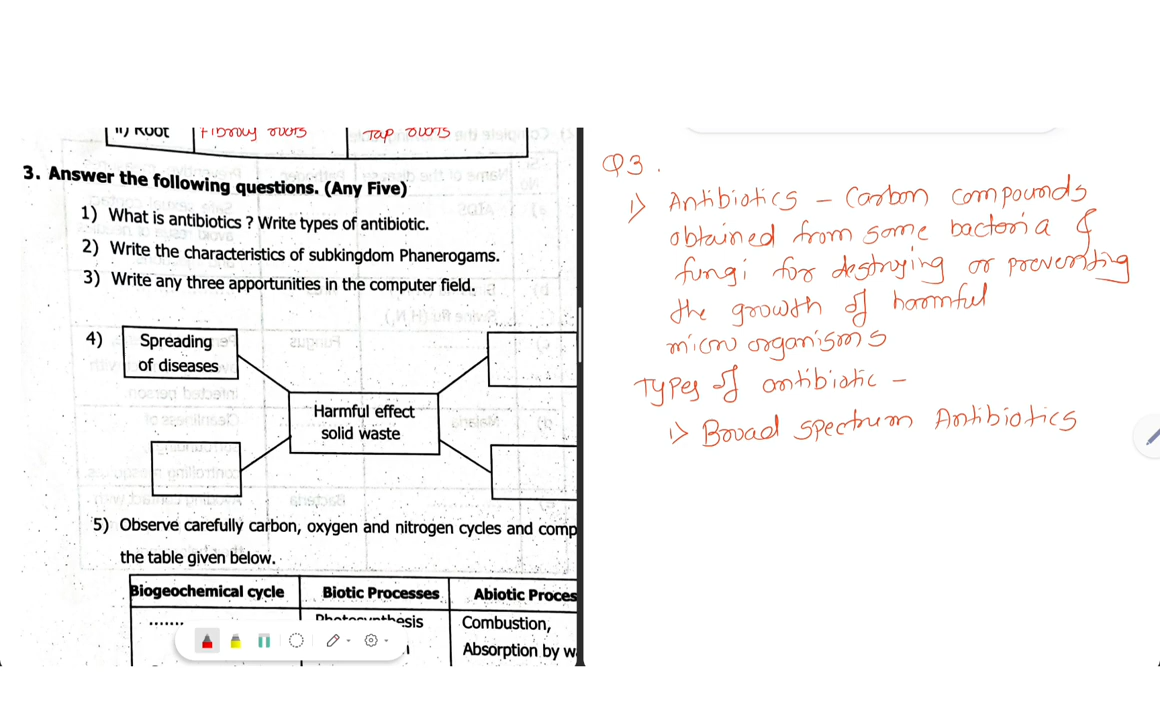 ii) Root Fibrous roots Tap roots
3. Answer the following questions. (Any Five)
1) What is antibiotics ? Write types of antibiotic.
2) Write the characteristics of subkingdom Phanerogams.
3) Write any three apportunities in the computer field.
4) Spreading
of diseases
Harmful effect
solid waste
5) Observe carefully carbon, oxygen and nitrogen cycles and comp
the table given below.
Biogeochemical cycle Biotic Processes Abiotic Proces
....... Photosynthesis Combustion,
Absorption by w
Q3.
1) Antibiotics - Carbon compounds
obtained from some bacteria &
fungi for destroying or preventing
the growth of harmful
micro organisms
Types of antibiotic -
1) Broad spectrum Antibiotics